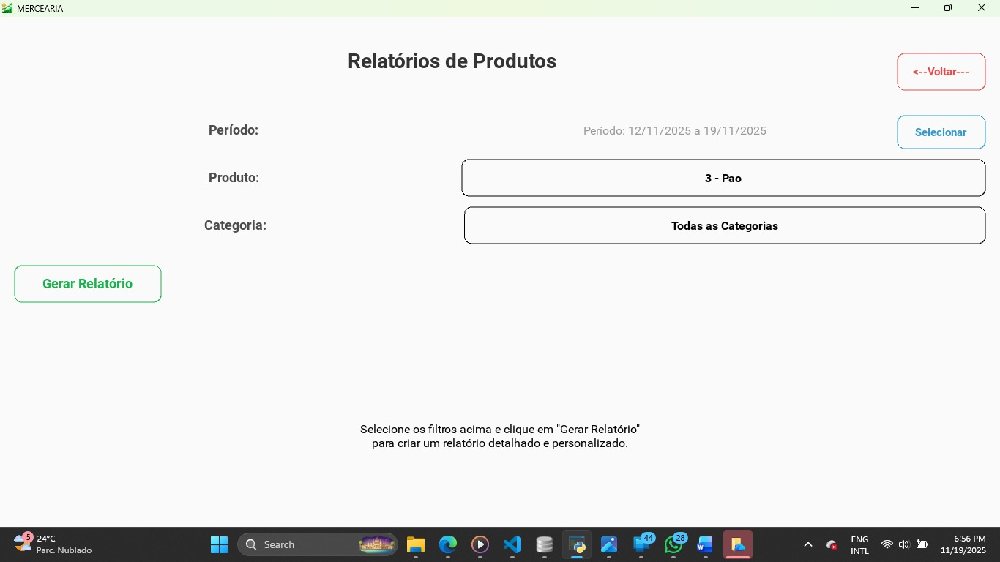 MERCEARIA
Relatórios de Produtos
<--Voltar---
Período:
Período: 12/11/2025 a 19/11/2025
Selecionar
Produto:
3 - Pao
Categoria:
Todas as Categorias
Gerar Relatório
Selecione os filtros acima e clique em "Gerar Relatório"
para criar um relatório detalhado e personalizado.
5
24°C
Parc. Nublado
Search
44
28
ENG
INTL
6:56 PM
11/19/2025